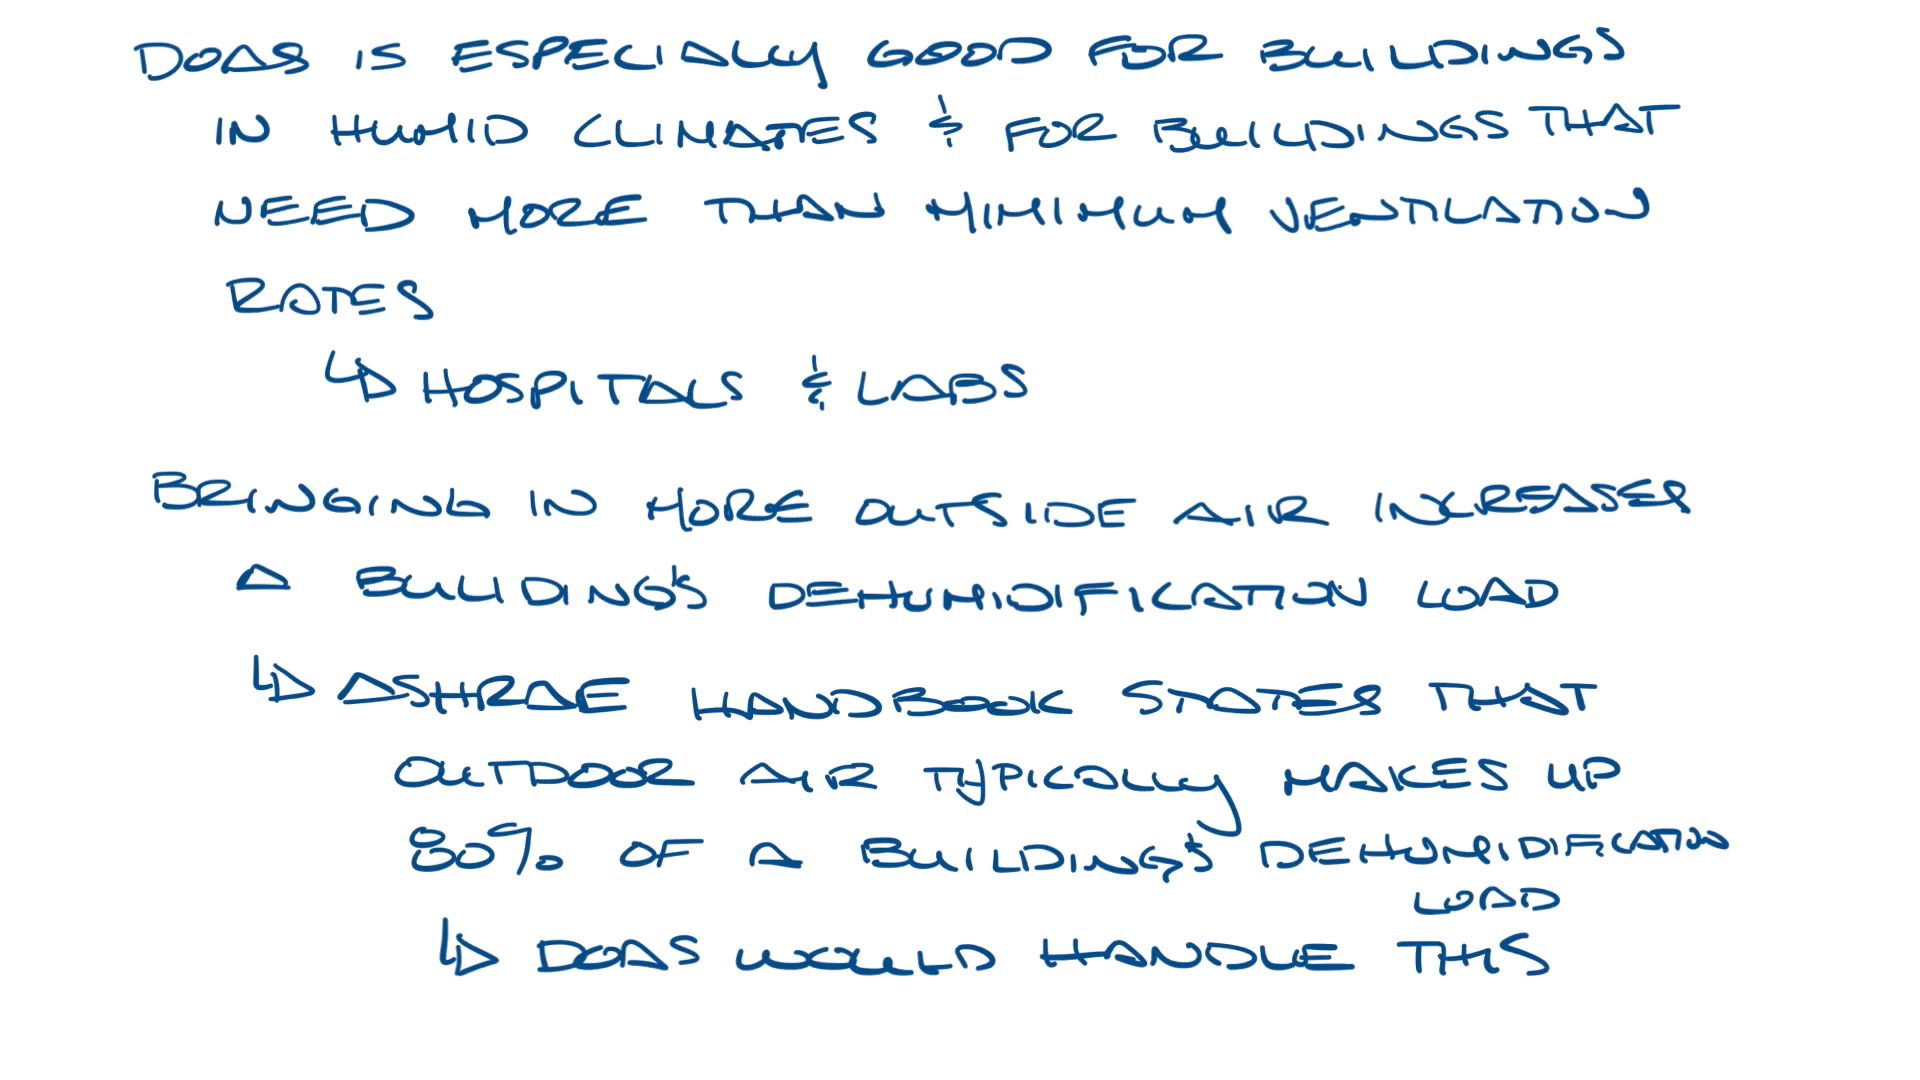 DOAS IS ESPECIALLY GOOD FOR BUILDINGS
IN HUMID CLIMATES & FOR BUILDINGS THAT
NEED MORE THAN MINIMUM VENTILATION
RATES
↳ HOSPITALS & LABS
BRINGING IN MORE OUTSIDE AIR INCREASES
A BUILDING'S DEHUMIDIFICATION LOAD
↳ ASHRAE HANDBOOK STATES THAT
OUTDOOR AIR TYPICALLY MAKES UP
80% OF A BUILDING'S DEHUMIDIFICATION
LOAD
↳ DOAS WOULD HANDLE THIS